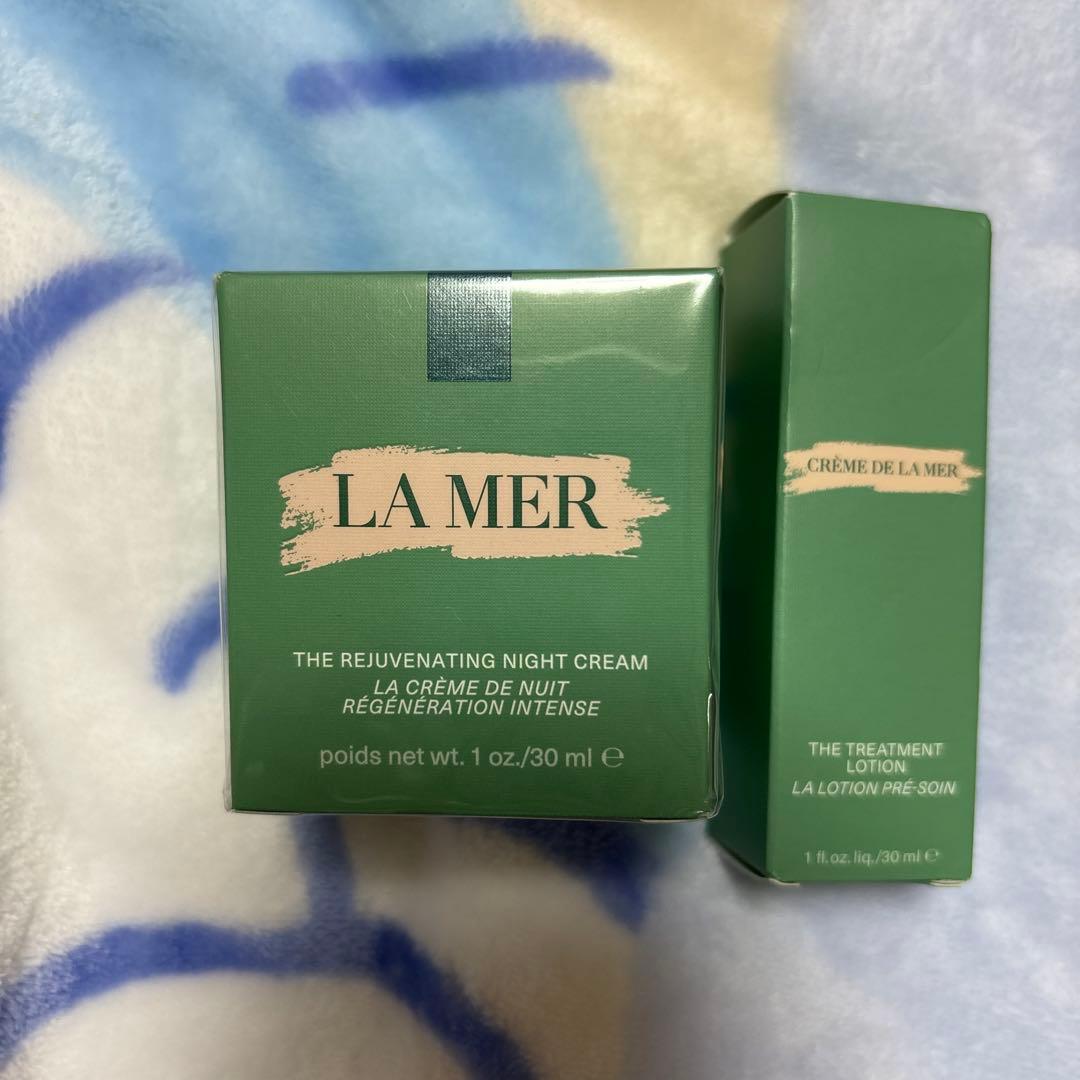 LA MER
THE REJUVENATING NIGHT CREAM
LA CRÈME DE NUIT
RÉGÉNÉRATION INTENSE
poids net wt. 1 oz./30 ml ℮
CRÈME DE LA MER
THE TREATMENT
LOTION
LA LOTION PRÉ-SOIN
1 fl. oz. liq./30 ml ℮